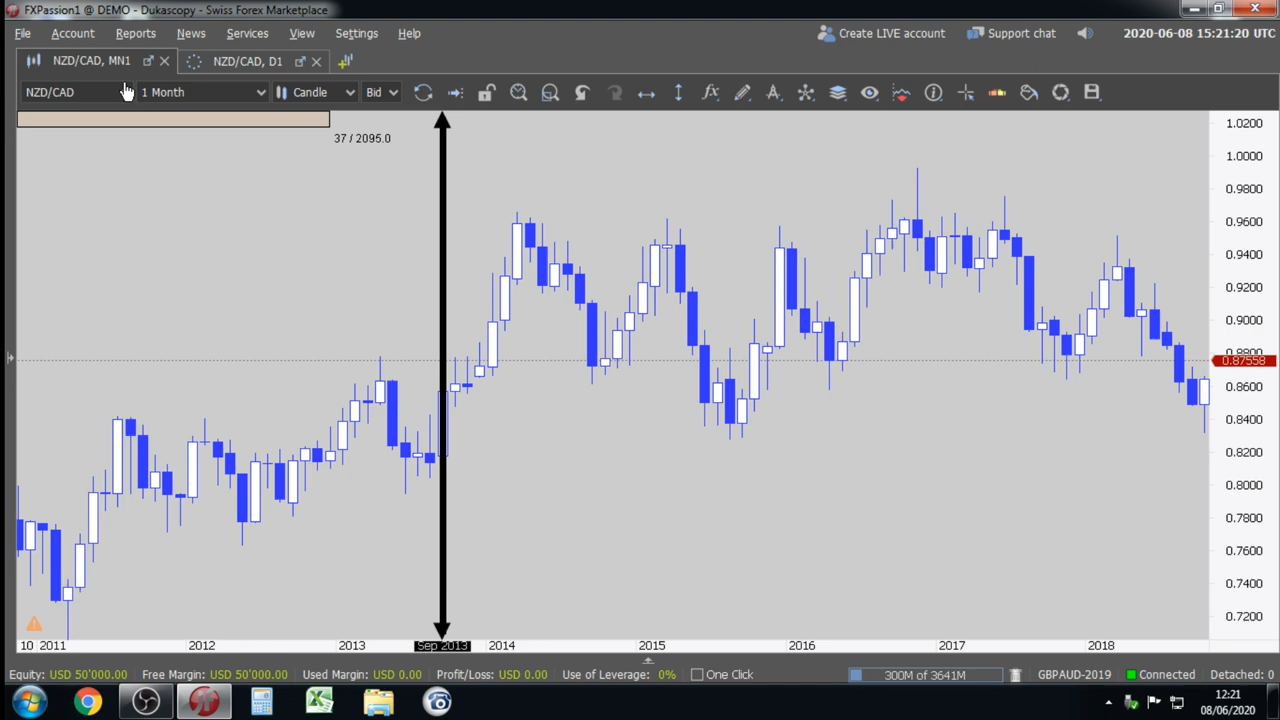 FXPassion1 @ DEMO - Dukascopy - Swiss Forex Marketplace
File Account Reports News Services View Settings Help Create LIVE account Support chat 2020-06-08 15:21:20 UTC
NZD/CAD, MN1 NZD/CAD, D1
NZD/CAD 1 Month Candle Bid
37 / 2095.0
1.0200
1.0000
0.9800
0.9600
0.9400
0.9200
0.9000
0.8800
0.87558
0.8600
0.8400
0.8200
0.8000
0.7800
0.7600
0.7400
0.7200
10 2011 2012 2013 Sep 2013 2014 2015 2016 2017 2018
Equity: USD 50'000.00 Free Margin: USD 50'000.00 Used Margin: USD 0.00 Profit/Loss: USD 0.00 Use of Leverage: 0% One Click 300M of 3641M GBPAUD-2019 Connected Detached: 0
12:21
08/06/2020